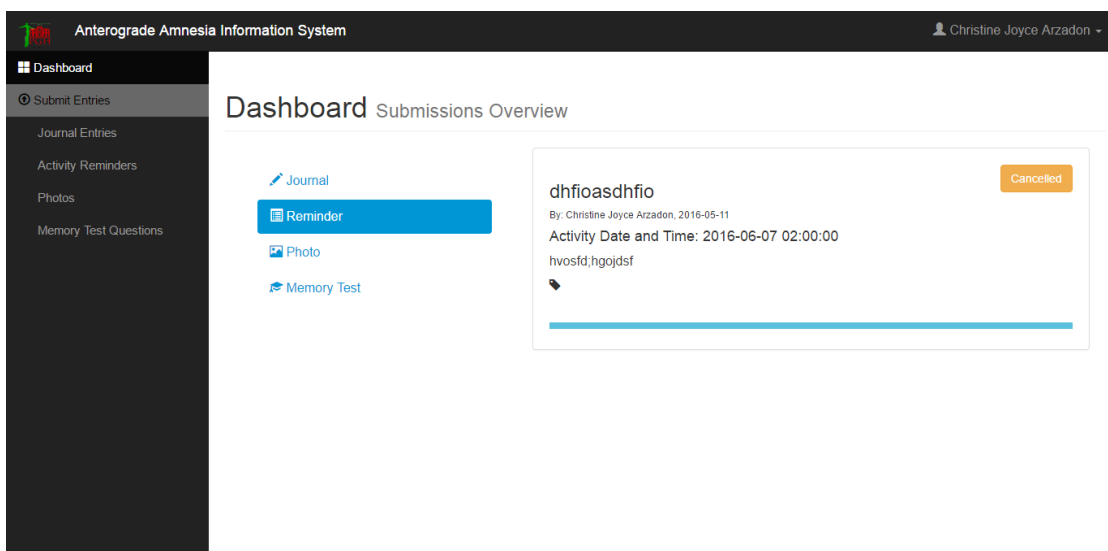 Anterograde Amnesia Information System
Christine Joyce Arzadon
Dashboard
Submit Entries
Journal Entries
Activity Reminders
Photos
Memory Test Questions
Dashboard Submissions Overview
Journal
Reminder
Photo
Memory Test
Cancelled
dhfioasdhfio
By: Christine Joyce Arzadon, 2016-05-11
Activity Date and Time: 2016-06-07 02:00:00
hvosfd;hgojdsf